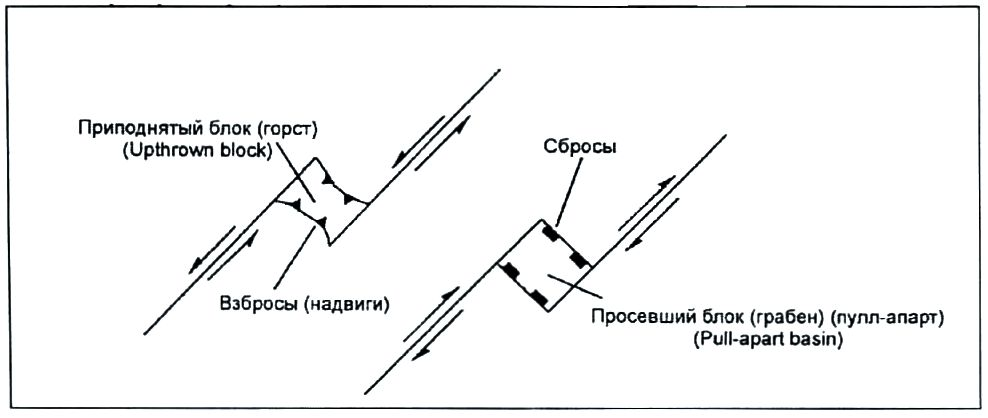 Приподнятый блок (горст)
(Upthrown block)
Взбросы (надвиги)
Сбросы
Просевший блок (грабен) (пулл-апарт)
(Pull-apart basin)